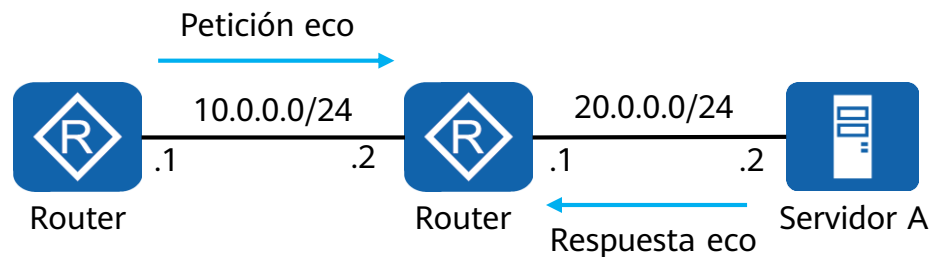 Petición eco
10.0.0.0/24
20.0.0.0/24
R
R
.1
.2
.1
.2
Router
Router
Servidor A
Respuesta eco